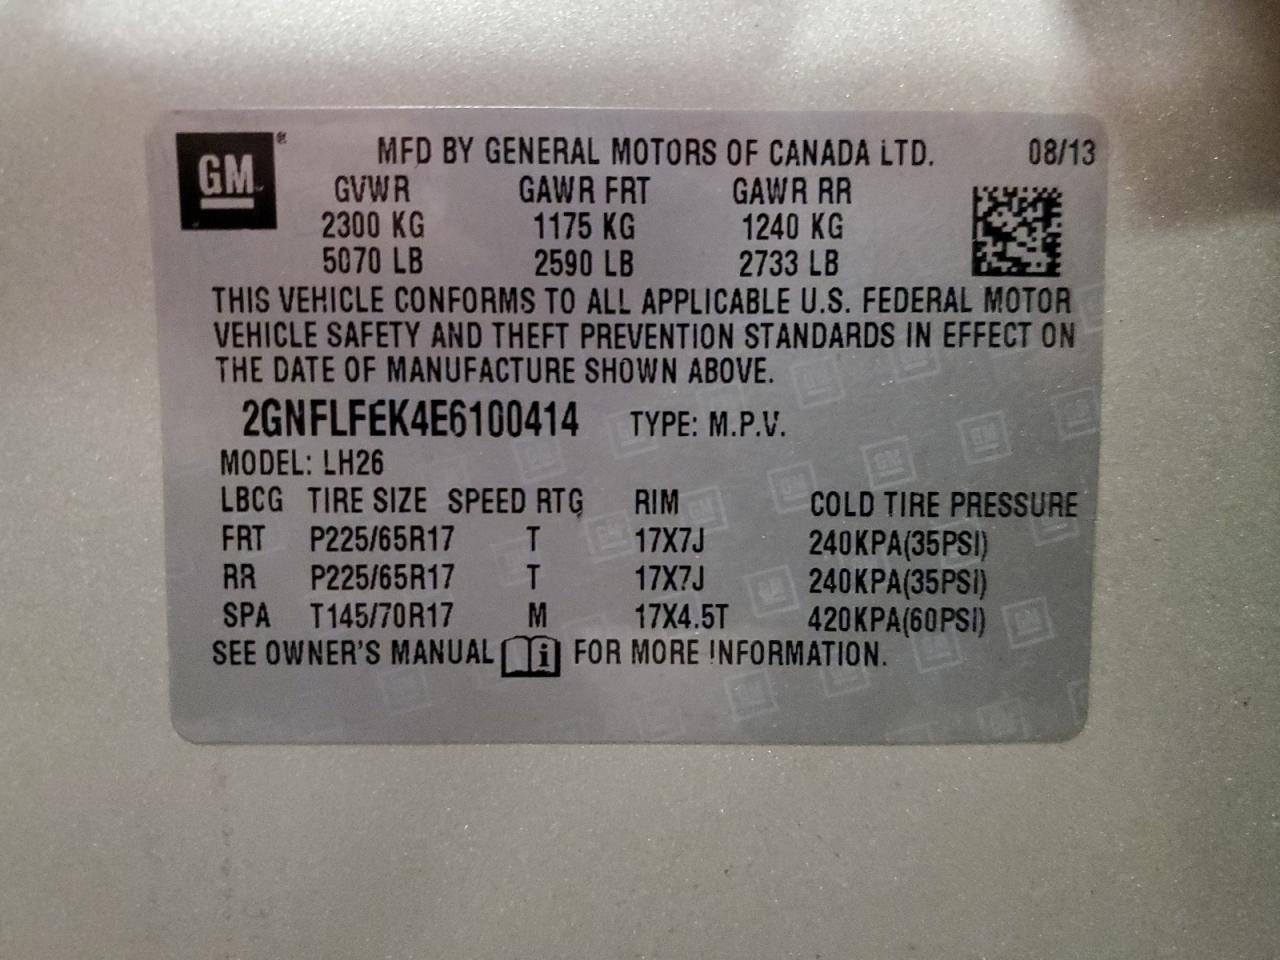 GM
MFD BY GENERAL MOTORS OF CANADA LTD. 08/13
GVWR GAWR FRT GAWR RR
2300 KG 1175 KG 1240 KG
5070 LB 2590 LB 2733 LB
THIS VEHICLE CONFORMS TO ALL APPLICABLE U.S. FEDERAL MOTOR
VEHICLE SAFETY AND THEFT PREVENTION STANDARDS IN EFFECT ON
THE DATE OF MANUFACTURE SHOWN ABOVE.
2GNFLFEK4E6100414 TYPE: M.P.V.
MODEL: LH26
LBCG TIRE SIZE SPEED RTG RIM COLD TIRE PRESSURE
FRT P225/65R17 T 17X7J 240KPA(35PSI)
RR P225/65R17 T 17X7J 240KPA(35PSI)
SPA T145/70R17 M 17X4.5T 420KPA(60PSI)
SEE OWNER'S MANUAL i FOR MORE INFORMATION.